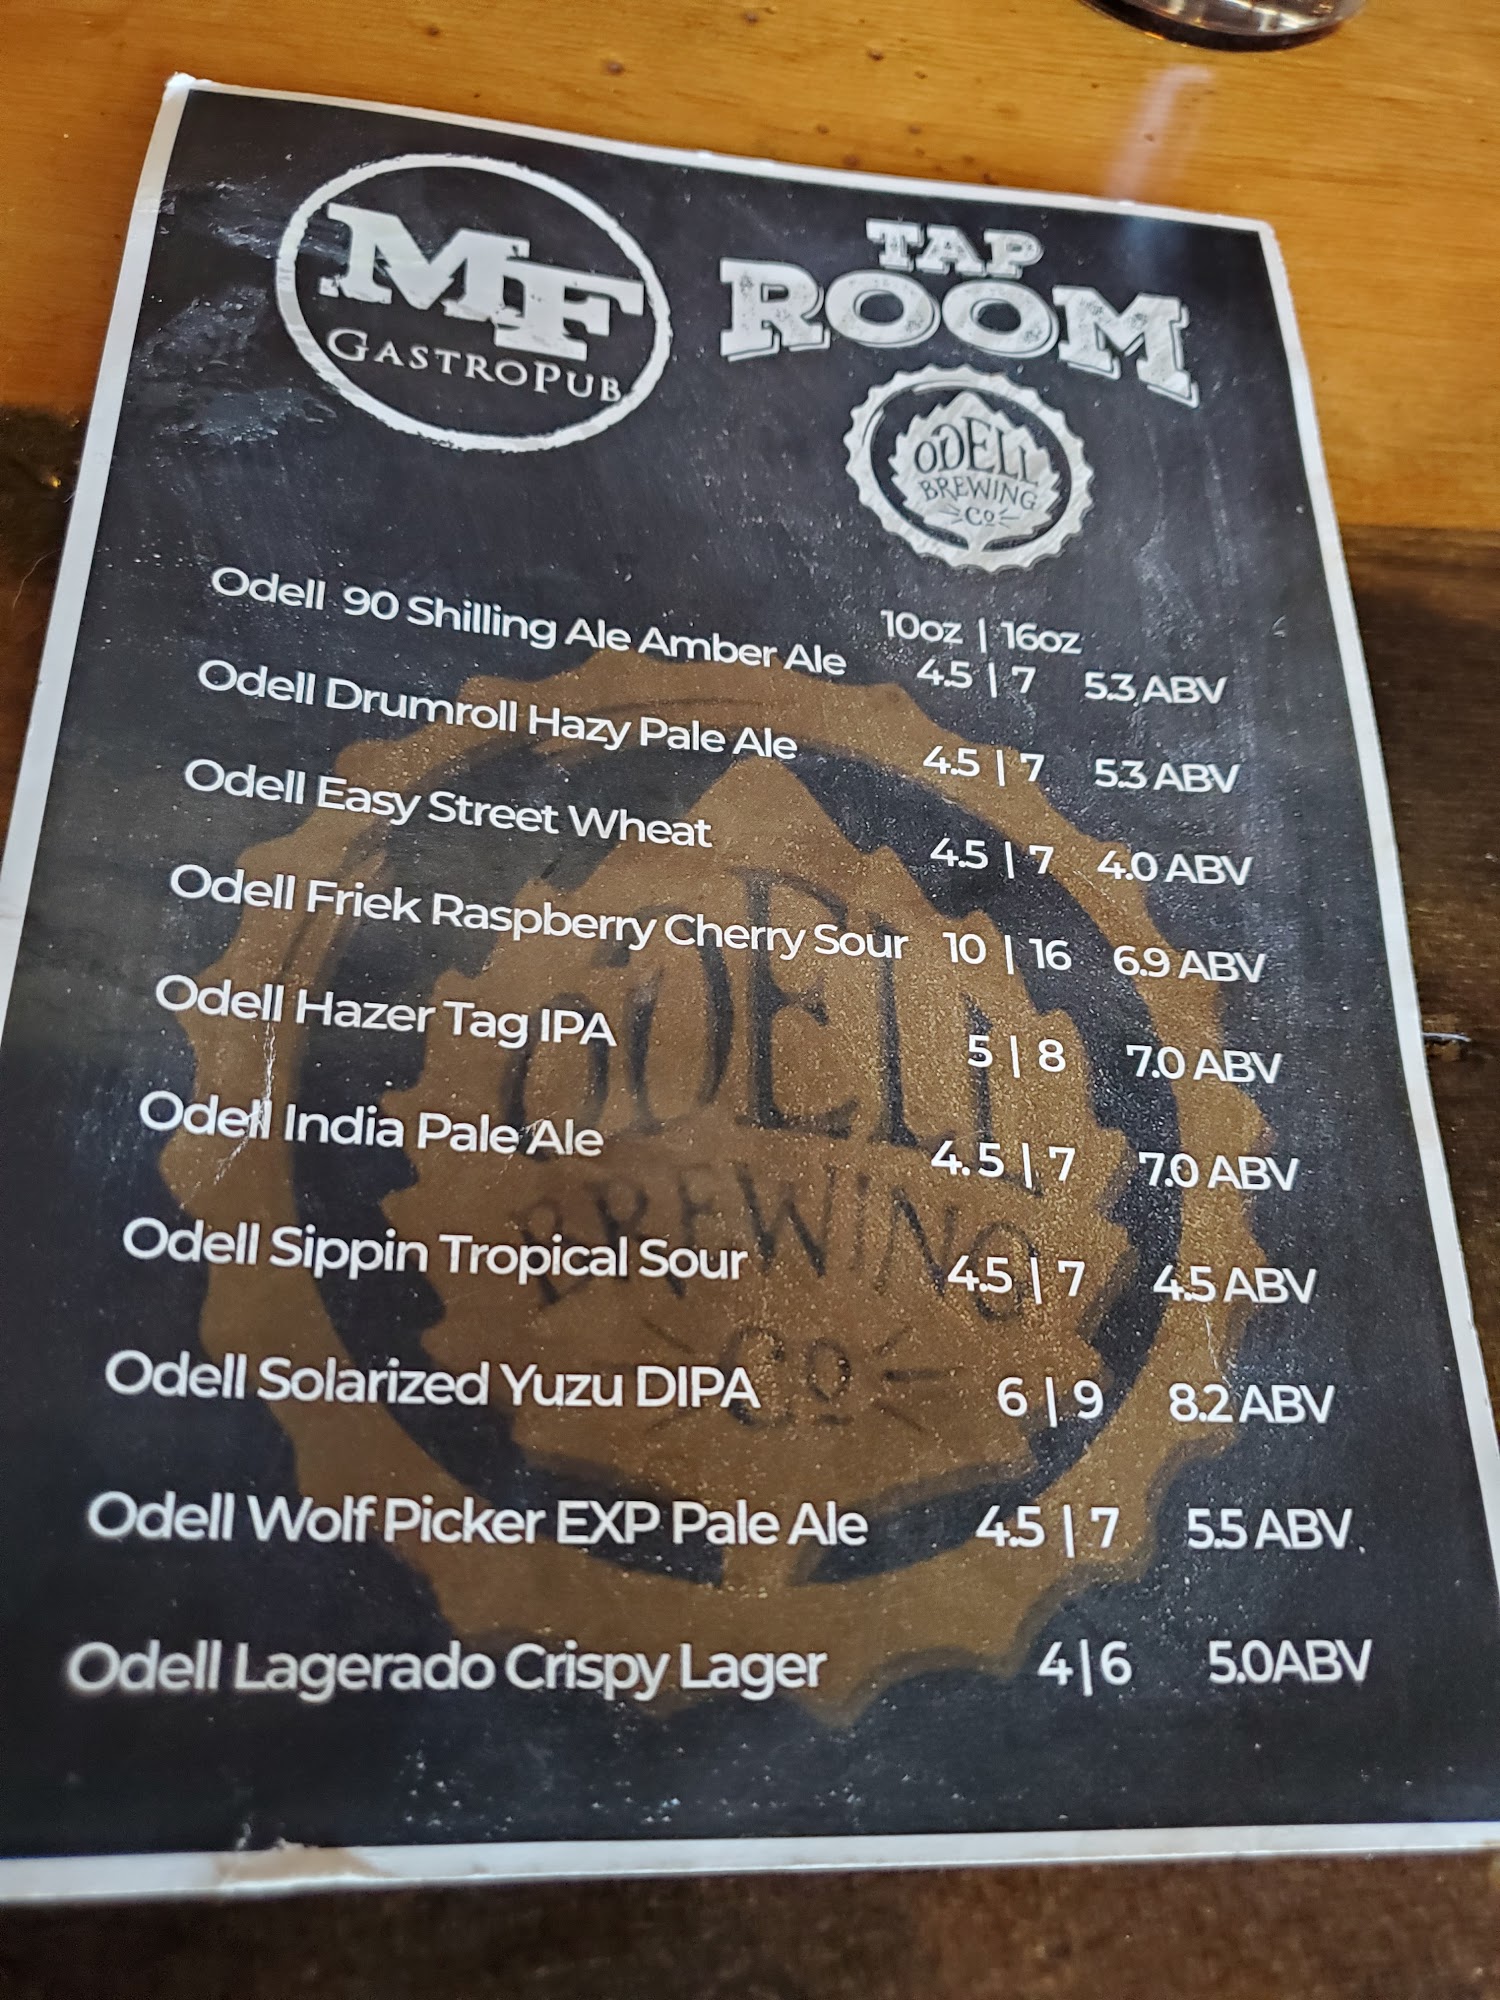 MF
GASTROPUB
TAP
ROOM
ODELL
BREWING
CO
10oz | 16oz
Odell 90 Shilling Ale Amber Ale 4.5 | 7 5.3 ABV
Odell Drumroll Hazy Pale Ale 4.5 | 7 5.3 ABV
Odell Easy Street Wheat 4.5 | 7 4.0 ABV
Odell Friek Raspberry Cherry Sour 10 | 16 6.9 ABV
Odell Hazer Tag IPA 5 | 8 7.0 ABV
Odell India Pale Ale 4.5 | 7 7.0 ABV
Odell Sippin Tropical Sour 4.5 | 7 4.5 ABV
Odell Solarized Yuzu DIPA 6 | 9 8.2 ABV
Odell Wolf Picker EXP Pale Ale 4.5 | 7 5.5 ABV
Odell Lagerado Crispy Lager 4|6 5.0ABV
ODELL
BREWING
CO